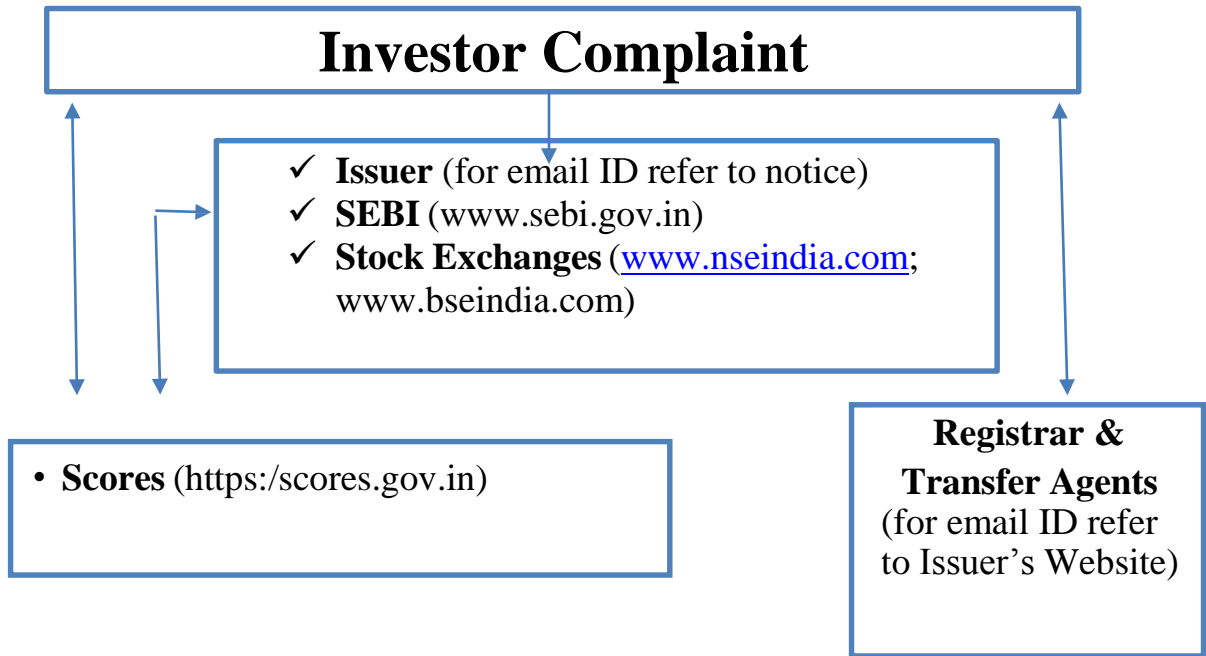 Investor Complaint
✓ Issuer (for email ID refer to notice)
✓ SEBI (www.sebi.gov.in)
✓ Stock Exchanges (www.nseindia.com;
www.bseindia.com)
• Scores (https:/scores.gov.in)
Registrar &
Transfer Agents
(for email ID refer
to Issuer’s Website)